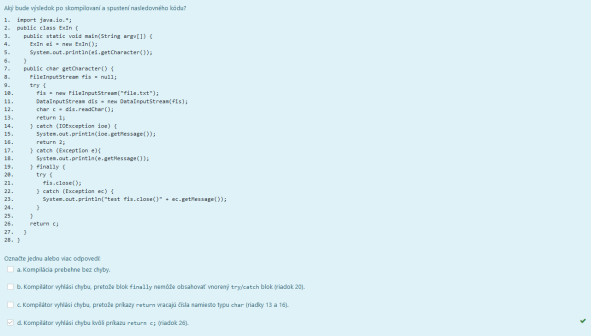 Aký bude výsledok po skompilovaní a spustení nasledovného kódu?
1. import java.io.*;
2. public class ExIn {
3. public static void main(String argv[]) {
4. ExIn ei = new ExIn();
5. System.out.println(ei.getCharacter());
6. }
7. public char getCharacter() {
8. FileInputStream fis = null;
9. try {
10. fis = new FileInputStream("file.txt");
11. DataInputStream dis = new DataInputStream(fis);
12. char c = dis.readChar();
13. return 1;
14. } catch (IOException ioe) {
15. System.out.println(ioe.getMessage());
16. return 2;
17. } catch (Exception e){
18. System.out.println(e.getMessage());
19. } finally {
20. try {
21. fis.close();
22. } catch (Exception ec) {
23. System.out.println("test fis.close()" + ec.getMessage());
24. }
25. }
26. return c;
27. }
28. }
Označte jednu alebo viac odpovedí:
a. Kompilácia prebehne bez chyby.
b. Kompilátor vyhlási chybu, pretože blok finally nemôže obsahovať vnorený try/catch blok (riadok 20).
c. Kompilátor vyhlási chybu, pretože príkazy return vracajú čísla namiesto typu char (riadky 13 a 16).
d. Kompilátor vyhlási chybu kvôli príkazu return c; (riadok 26).